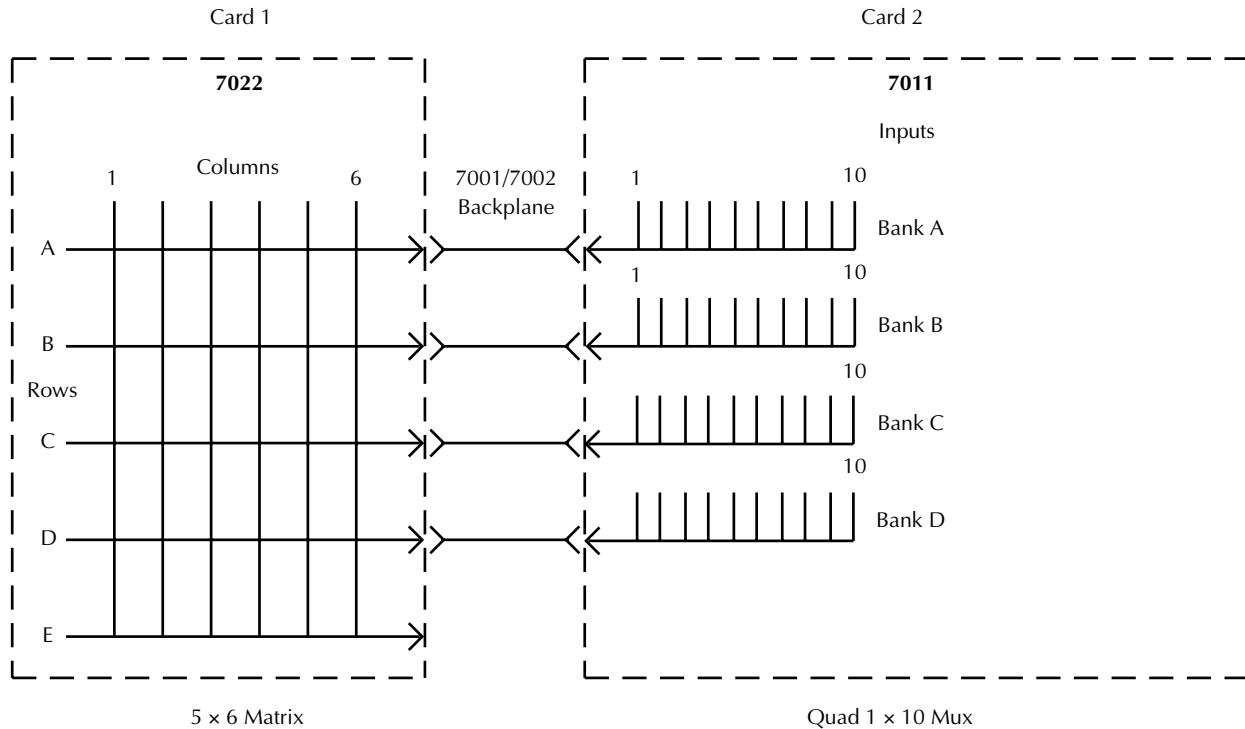 Card 1
Card 2
7022
7011
Inputs
Columns
1
6
7001/7002
Backplane
1
10
A
Bank A
1
10
B
Bank B
Rows
10
C
Bank C
10
D
Bank D
E
5 × 6 Matrix
Quad 1 × 10 Mux